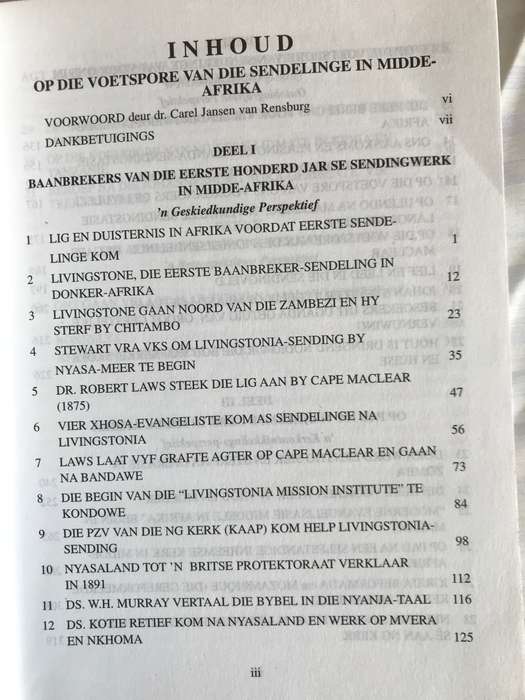 INHOUD
OP DIE VOETSPORE VAN DIE SENDELINGE IN MIDDE-
AFRIKA
VOORWOORD deur dr. Carel Jansen van Rensburg vi
DANKBETUIGINGS vii
DEEL I
BAANBREKERS VAN DIE EERSTE HONDERD JAR SE SENDINGWERK
IN MIDDE-AFRIKA
'n Geskiedkundige Perspektief
1 LIG EN DUISTERNIS IN AFRIKA VOORDAT EERSTE SENDE-
LINGE KOM 1
2 LIVINGSTONE, DIE EERSTE BAANBREKER-SENDELING IN
DONKER-AFRIKA 12
3 LIVINGSTONE GAAN NOORD VAN DIE ZAMBEZI EN HY
STERF BY CHITAMBO 23
4 STEWART VRA VKS OM LIVINGSTONIA-SENDING BY
NYASA-MEER TE BEGIN 35
5 DR. ROBERT LAWS STEEK DIE LIG AAN BY CAPE MACLEAR
(1875) 47
6 VIER XHOSA-EVANGELISTE KOM AS SENDELINGE NA
LIVINGSTONIA 56
7 LAWS LAAT VYF GRAFTE AGTER OP CAPE MACLEAR EN GAAN
NA BANDAWE 73
8 DIE BEGIN VAN DIE “LIVINGSTONIA MISSION INSTITUTE” TE
KONDOWE 84
9 DIE PZV VAN DIE NG KERK (KAAP) KOM HELP LIVINGSTONIA-
SENDING 98
10 NYASALAND TOT 'N BRITSE PROTEKTORAAT VERKLAAR
IN 1891 112
11 DS. W.H. MURRAY VERTAAL DIE BYBEL IN DIE NYANJA-TAAL 116
12 DS. KOTIE RETIEF KOM NA NYASALAND EN WERK OP MVERA
EN NKHOMA 125
iii